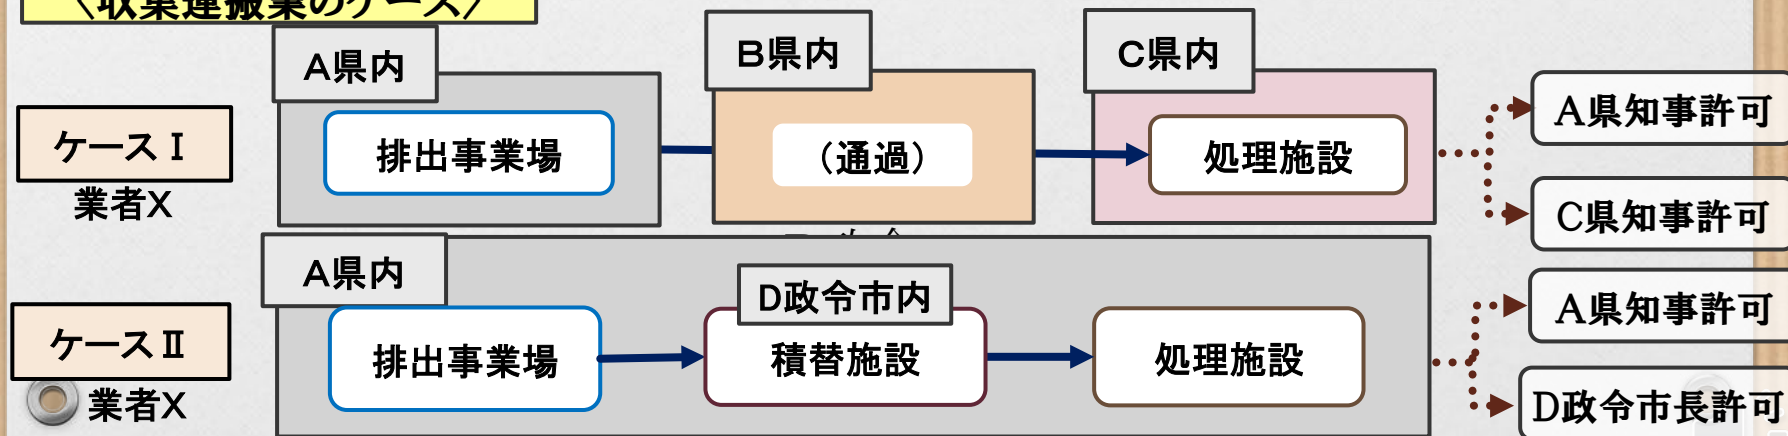 〈収集運搬業のケース〉
A県内
B県内
C県内
ケースⅠ
業者X
排出事業場
（通過）
処理施設
A県知事許可
C県知事許可
A県内
D政令市内
ケースⅡ
業者X
排出事業場
積替施設
処理施設
A県知事許可
D政令市長許可